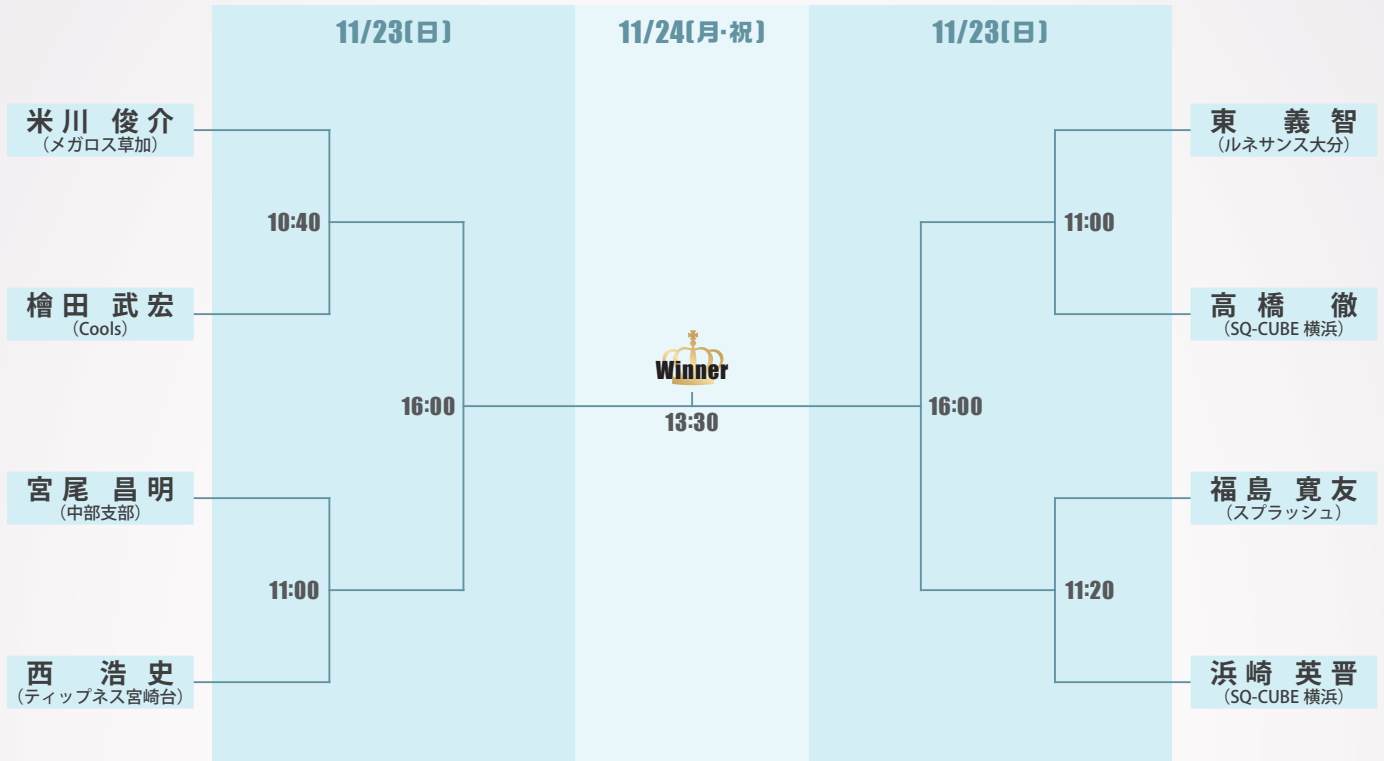 11/23(日)
11/24(月·祝)
11/23(日)
米川 俊介
（メガロス草加）
檜田 武宏
（Cools）
宮尾 昌明
（中部支部）
西 浩史
（ティップネス宮崎台）
10:40
11:00
16:00
Winner
13:30
16:00
11:00
11:20
東 義智
（ルネサンス大分）
高橋 徹
（SQ-CUBE 横浜）
福島 寛友
（スプラッシュ）
浜崎 英晋
（SQ-CUBE 横浜）